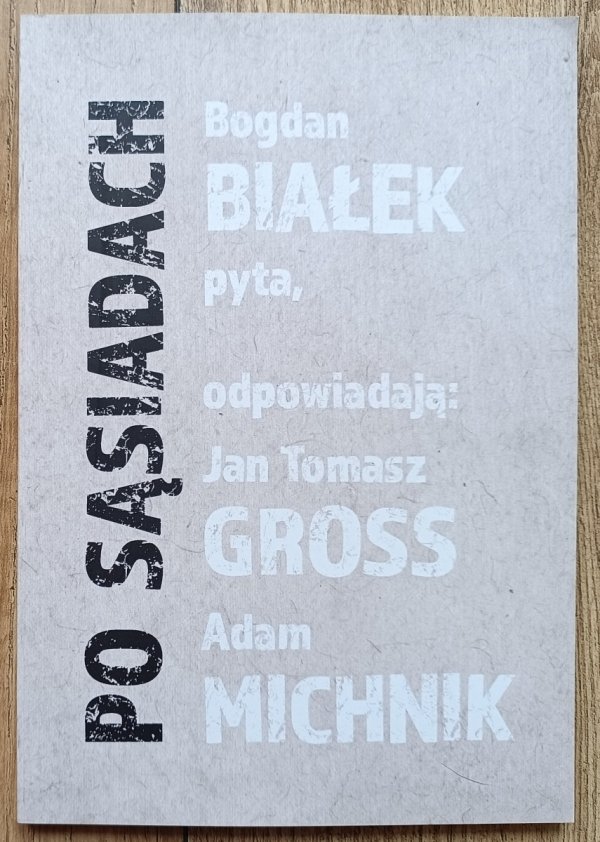 PO SĄSIADACH
Bogdan
BIAŁEK
pyta,
odpowiadają:
Jan Tomasz
GROSS
Adam
MICHNIK